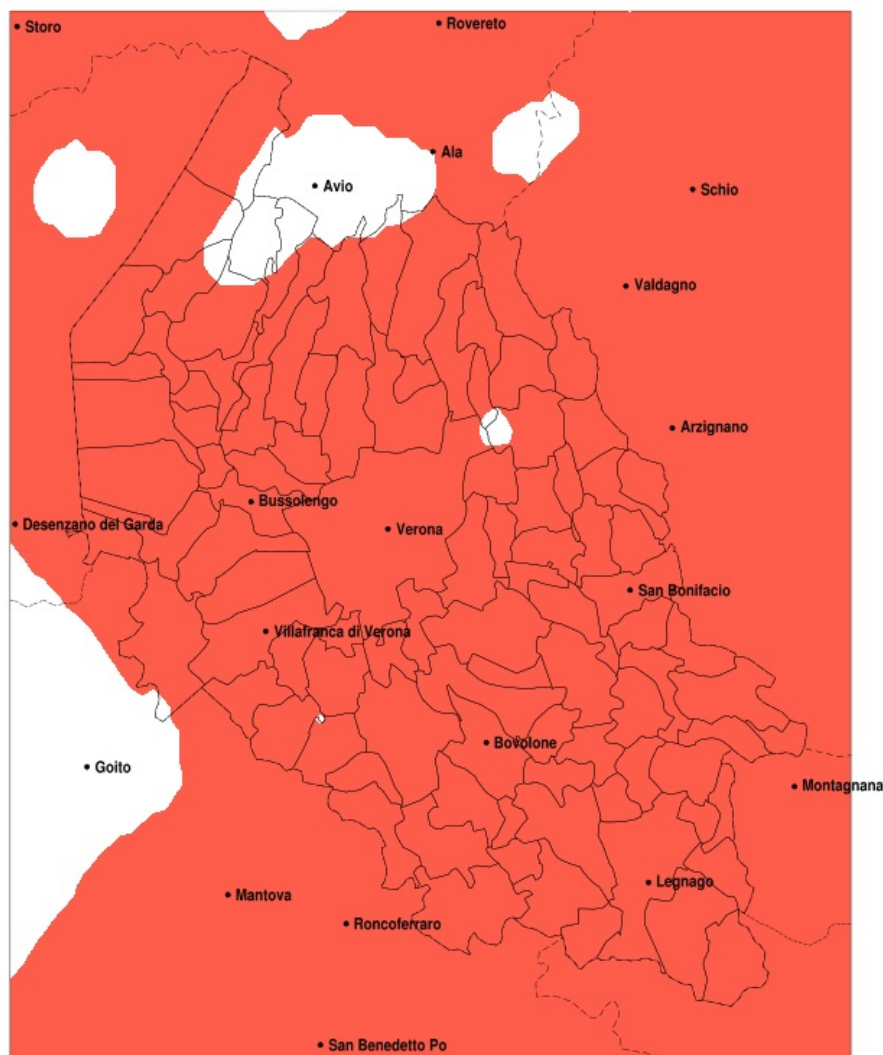 Storo
Rovereto
Ala
Avio
Schio
Valdagno
Arzignano
Bussolengo
Desenzano del Garda
Verona
San Bonifacio
Villafranca di Verona
Bovolone
Goito
Montagnana
Legnago
Mantova
Roncoferraro
San Benedetto Po